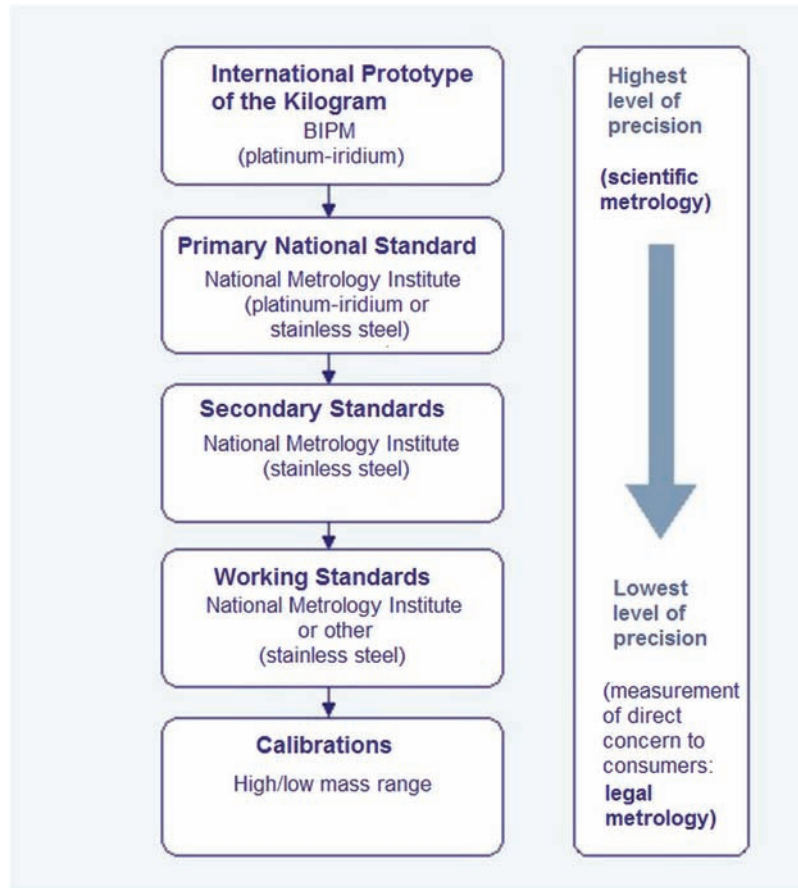 International Prototype
of the Kilogram
BIPM
(platinum-iridium)
Primary National Standard
National Metrology Institute
(platinum-iridium or
stainless steel)
Secondary Standards
National Metrology Institute
(stainless steel)
Working Standards
National Metrology Institute
or other
(stainless steel)
Calibrations
High/low mass range
Highest
level of
precision
(scientific
metrology)
Lowest
level of
precision
(measurement
of direct
concern to
consumers:
legal
metrology)